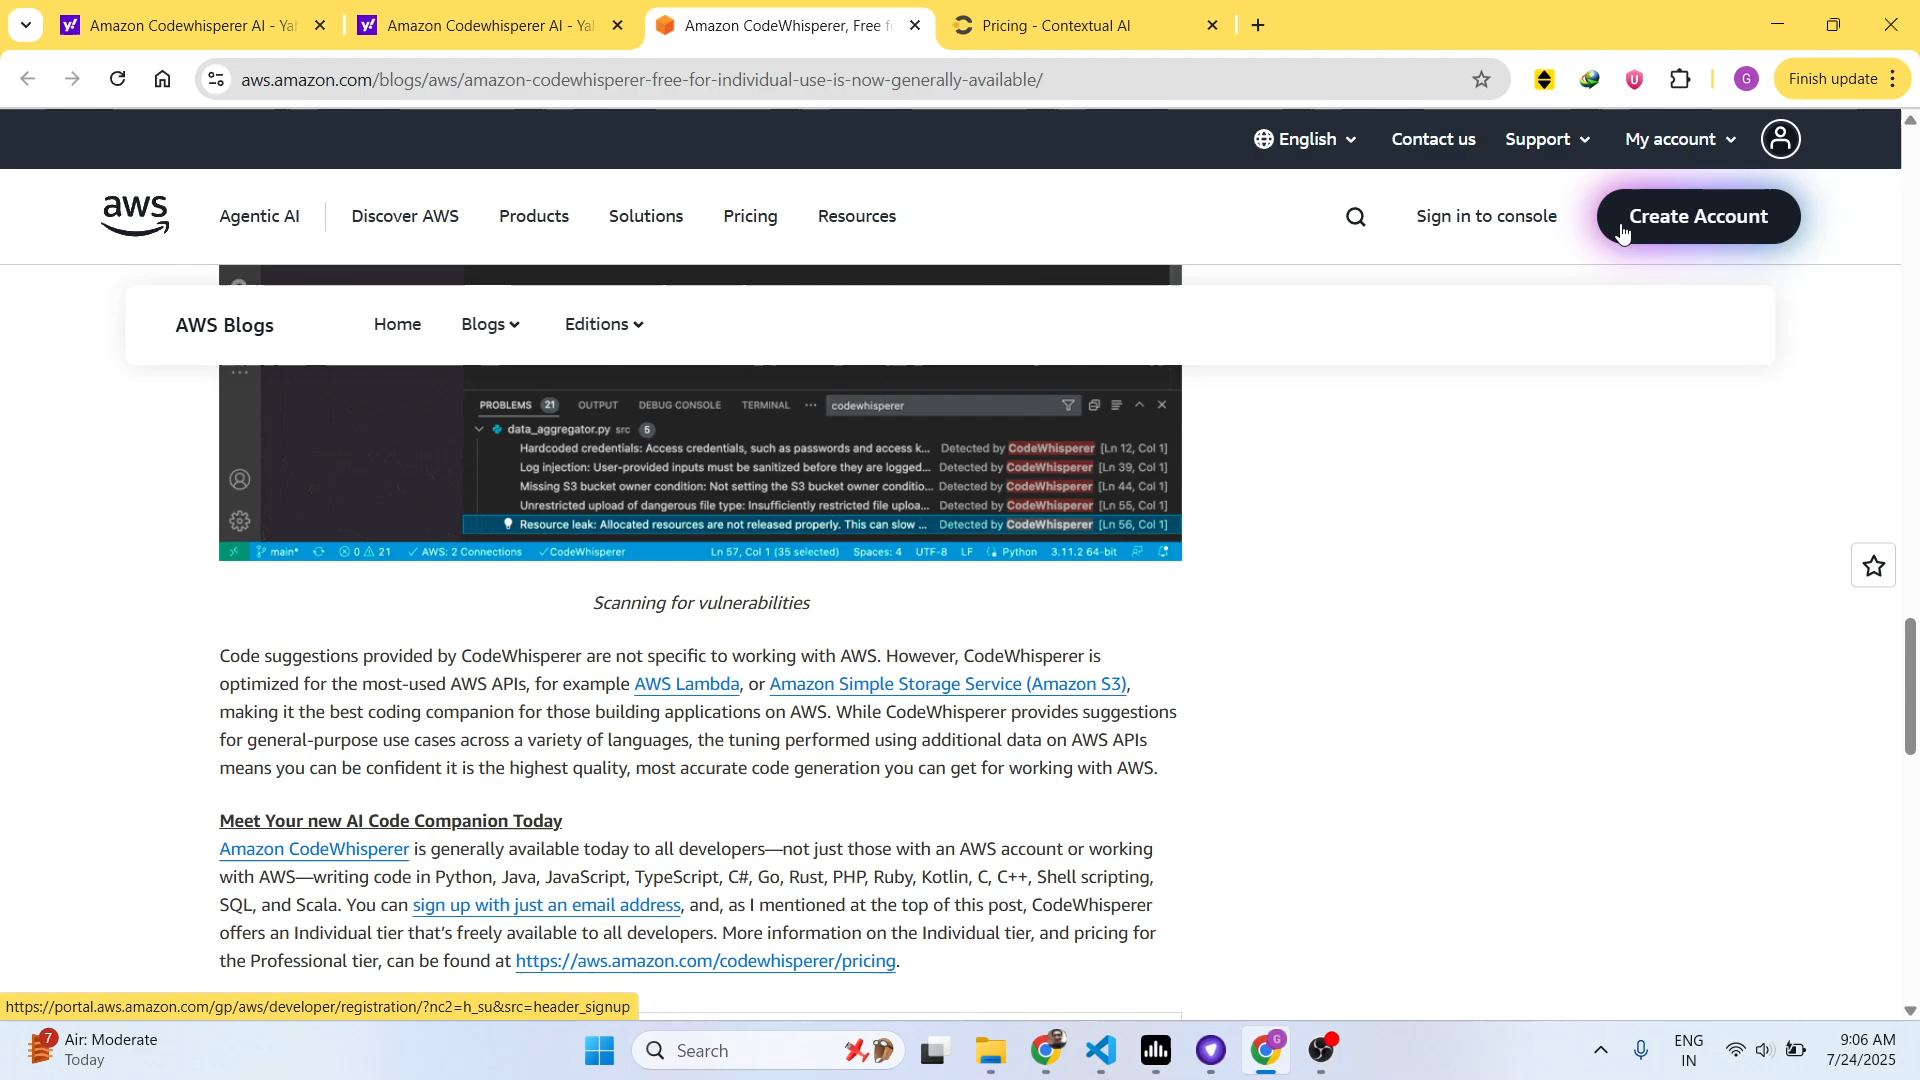 Amazon Codewhisperer AI - Ya
Amazon Codewhisperer AI - Ya
Amazon CodeWhisperer, Free f
Pricing - Contextual AI
aws.amazon.com/blogs/aws/amazon-codewhisperer-free-for-individual-use-is-now-generally-available/
G
Finish update
English
Contact us
Support
My account
aws
Agentic AI
Discover AWS
Products
Solutions
Pricing
Resources
Sign in to console
Create Account
AWS Blogs
Home
Blogs
Editions
PROBLEMS 21 OUTPUT DEBUG CONSOLE TERMINAL ··· codewhisperer
data_aggregator.py src 5
Hardcoded credentials: Access credentials, such as passwords and access k... Detected by CodeWhisperer [Ln 12, Col 1]
Log injection: User-provided inputs must be sanitized before they are logged... Detected by CodeWhisperer [Ln 39, Col 1]
Missing S3 bucket owner condition: Not setting the S3 bucket owner conditio... Detected by CodeWhisperer [Ln 44, Col 1]
Unrestricted upload of dangerous file type: Insufficiently restricted file uploa... Detected by CodeWhisperer [Ln 55, Col 1]
Resource leak: Allocated resources are not released properly. This can slow ... Detected by CodeWhisperer [Ln 56, Col 1]
main* 0 21 AWS: 2 Connections CodeWhisperer Ln 57, Col 1 (35 selected) Spaces: 4 UTF-8 LF Python 3.11.2 64-bit
Scanning for vulnerabilities
Code suggestions provided by CodeWhisperer are not specific to working with AWS. However, CodeWhisperer is
optimized for the most-used AWS APIs, for example AWS Lambda, or Amazon Simple Storage Service (Amazon S3),
making it the best coding companion for those building applications on AWS. While CodeWhisperer provides suggestions
for general-purpose use cases across a variety of languages, the tuning performed using additional data on AWS APIs
means you can be confident it is the highest quality, most accurate code generation you can get for working with AWS.
Meet Your new AI Code Companion Today
Amazon CodeWhisperer is generally available today to all developers—not just those with an AWS account or working
with AWS—writing code in Python, Java, JavaScript, TypeScript, C#, Go, Rust, PHP, Ruby, Kotlin, C, C++, Shell scripting,
SQL, and Scala. You can sign up with just an email address, and, as I mentioned at the top of this post, CodeWhisperer
offers an Individual tier that's freely available to all developers. More information on the Individual tier, and pricing for
the Professional tier, can be found at https://aws.amazon.com/codewhisperer/pricing.
https://portal.aws.amazon.com/gp/aws/developer/registration/?nc2=h_su&src=header_signup
7
Air: Moderate
Today
Search
G
ENG
IN
9:06 AM
7/24/2025